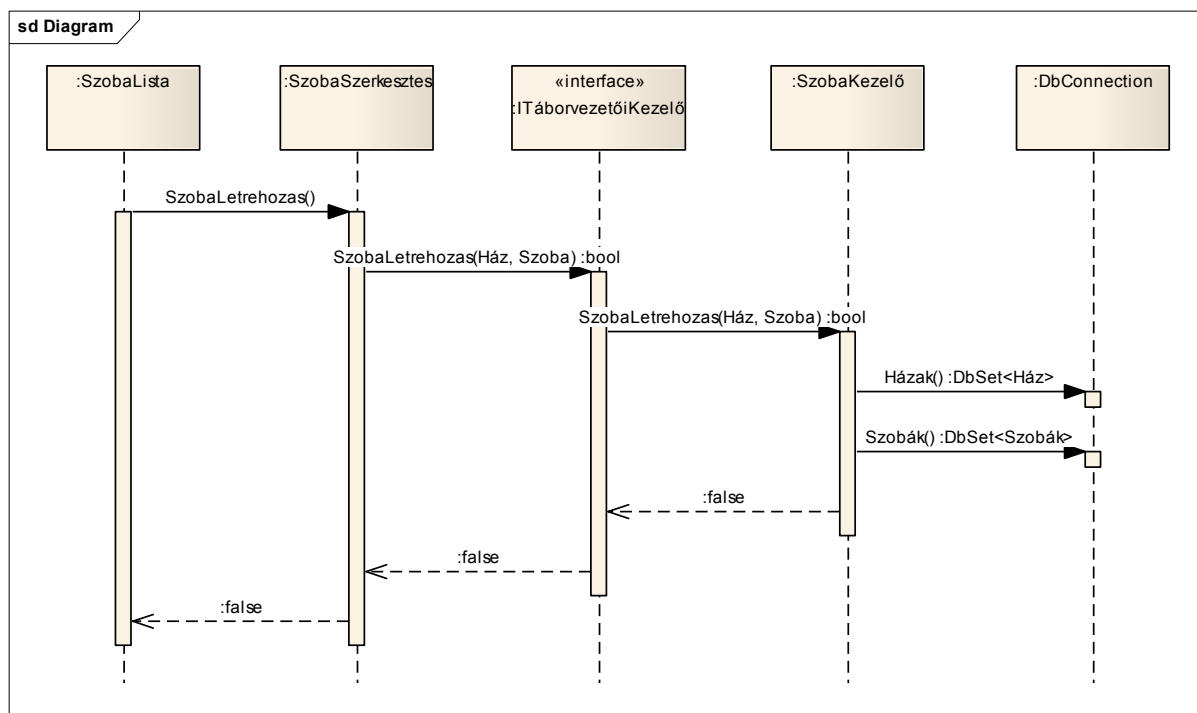 sd Diagram
:SzobaLista
:SzobaSzerkesztes
«interface»
:ITáborvezetőiKezelő
:SzobaKezelő
:DbConnection
SzobaLetrehozas()
SzobaLetrehozas(Ház, Szoba) :bool
SzobaLetrehozas(Ház, Szoba) :bool
Házak() :DbSet<Ház>
Szobák() :DbSet<Szobák>
:false
:false
:false